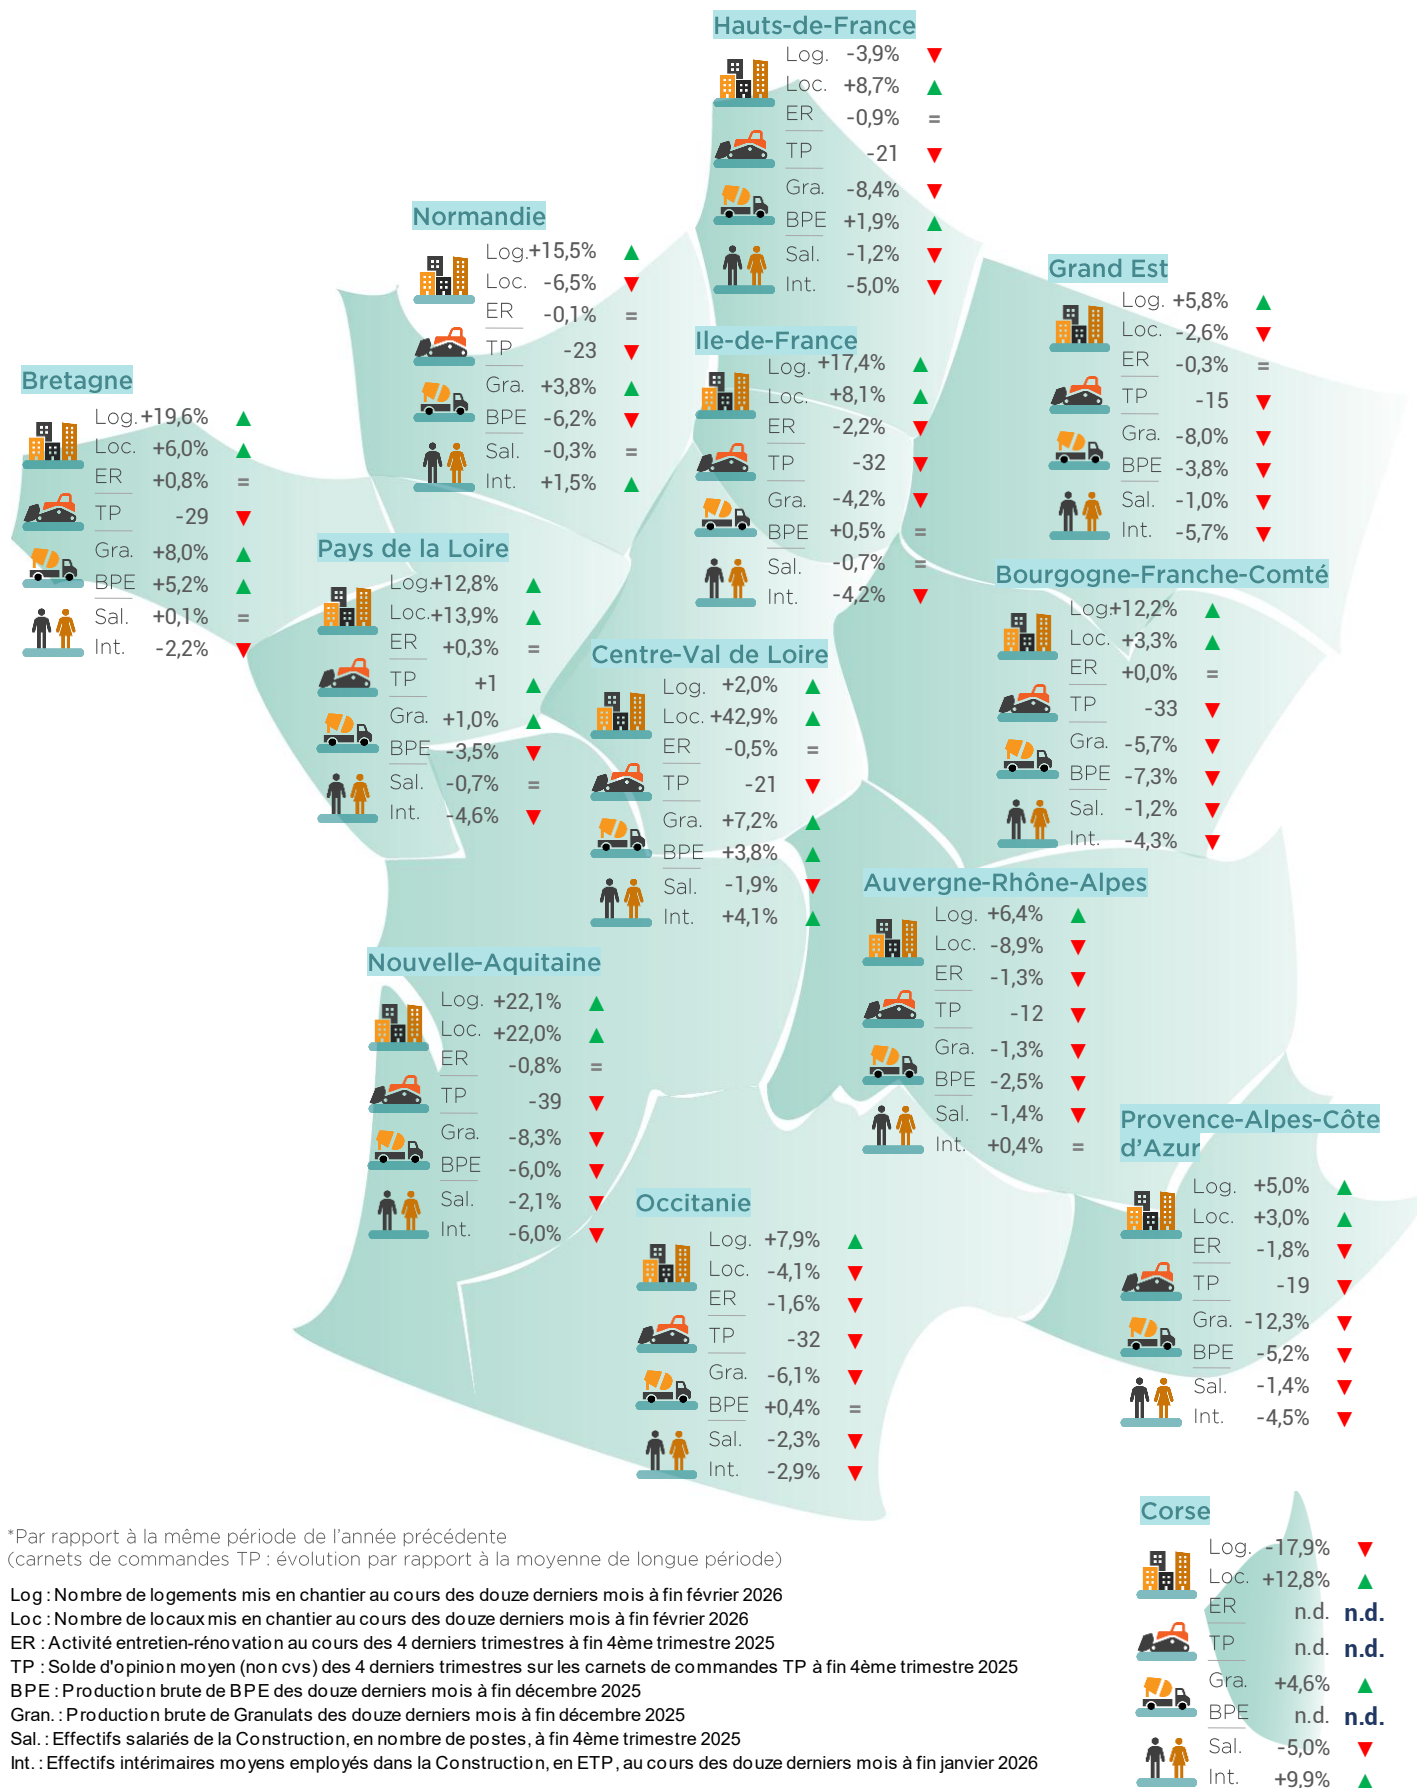 Hauts-de-France
Log. -3,9% ▼
Loc. +8,7% ▲
ER -0,9% =
TP -21 ▼
Gra. -8,4% ▼
BPE +1,9% ▲
Sal. -1,2% ▼
Int. -5,0% ▼
Normandie
Log. +15,5% ▲
Loc. -6,5% ▼
ER -0,1% =
TP -23 ▼
Gra. +3,8% ▲
BPE -6,2% ▼
Sal. -0,3% =
Int. +1,5% ▲
Grand Est
Log. +5,8% ▲
Loc. -2,6% ▼
ER -0,3% =
TP -15 ▼
Gra. -8,0% ▼
BPE -3,8% ▼
Sal. -1,0% ▼
Int. -5,7% ▼
Ile-de-France
Log. +17,4% ▲
Loc. +8,1% ▲
ER -2,2% ▼
TP -32 ▼
Gra. -4,2% ▼
BPE +0,5% =
Sal. -0,7% =
Int. -4,2% ▼
Bretagne
Log. +19,6% ▲
Loc. +6,0% ▲
ER +0,8% =
TP -29 ▼
Gra. +8,0% ▲
BPE +5,2% ▲
Sal. +0,1% =
Int. -2,2% ▼
Pays de la Loire
Log. +12,8% ▲
Loc. +13,9% ▲
ER +0,3% =
TP +1 ▲
Gra. +1,0% ▲
BPE -3,5% ▼
Sal. -0,7% =
Int. -4,6% ▼
Bourgogne-Franche-Comté
Log +12,2% ▲
Loc. +3,3% ▲
ER +0,0% =
TP -33 ▼
Gra. -5,7% ▼
BPE -7,3% ▼
Sal. -1,2% ▼
Int. -4,3% ▼
Centre-Val de Loire
Log. +2,0% ▲
Loc. +42,9% ▲
ER -0,5% =
TP -21 ▼
Gra. +7,2% ▲
BPE +3,8% ▲
Sal. -1,9% ▼
Int. +4,1% ▲
Auvergne-Rhône-Alpes
Log. +6,4% ▲
Loc. -8,9% ▼
ER -1,3% ▼
TP -12 ▼
Gra. -1,3% ▼
BPE -2,5% ▼
Sal. -1,4% ▼
Int. +0,4% =
Nouvelle-Aquitaine
Log. +22,1% ▲
Loc. +22,0% ▲
ER -0,8% =
TP -39 ▼
Gra. -8,3% ▼
BPE -6,0% ▼
Sal. -2,1% ▼
Int. -6,0% ▼
Provence-Alpes-Côte
d'Azur
Log. +5,0% ▲
Loc. +3,0% ▲
ER -1,8% ▼
TP -19 ▼
Gra. -12,3% ▼
BPE -5,2% ▼
Sal. -1,4% ▼
Int. -4,5% ▼
Occitanie
Log. +7,9% ▲
Loc. -4,1% ▼
ER -1,6% ▼
TP -32 ▼
Gra. -6,1% ▼
BPE +0,4% =
Sal. -2,3% ▼
Int. -2,9% ▼
Corse
Log. -17,9% ▼
Loc. +12,8% ▲
ER n.d. n.d.
TP n.d. n.d.
Gra. +4,6% ▲
BPE n.d. n.d.
Sal. -5,0% ▼
Int. +9,9% ▲
*Par rapport à la même période de l'année précédente
(carnets de commandes TP : évolution par rapport à la moyenne de longue période)
Log : Nombre de logements mis en chantier au cours des douze derniers mois à fin février 2026
Loc : Nombre de locaux mis en chantier au cours des douze derniers mois à fin février 2026
ER : Activité entretien-rénovation au cours des 4 derniers trimestres à fin 4ème trimestre 2025
TP : Solde d'opinion moyen (non cvs) des 4 derniers trimestres sur les carnets de commandes TP à fin 4ème trimestre 2025
BPE : Production brute de BPE des douze derniers mois à fin décembre 2025
Gran. : Production brute de Granulats des douze derniers mois à fin décembre 2025
Sal. : Effectifs salariés de la Construction, en nombre de postes, à fin 4ème trimestre 2025
Int. : Effectifs intérimaires moyens employés dans la Construction, en ETP, au cours des douze derniers mois à fin janvier 2026